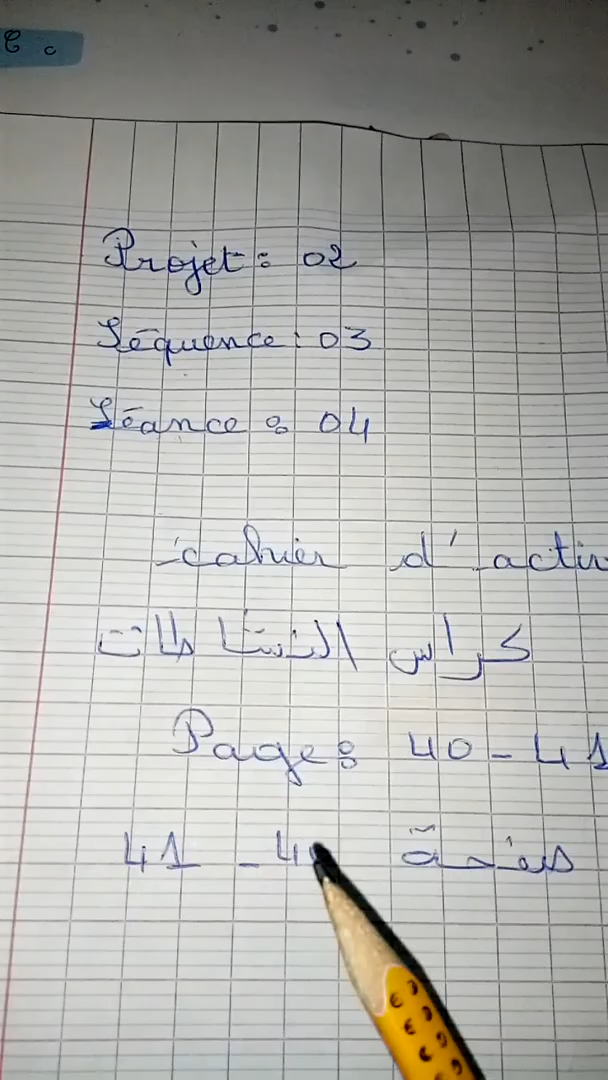 Projet : 02
Séquence : 03
Séance : 04
- cahier d'activ
كراس النشاطات
Page : 40 - 41
صفحة 40 - 41